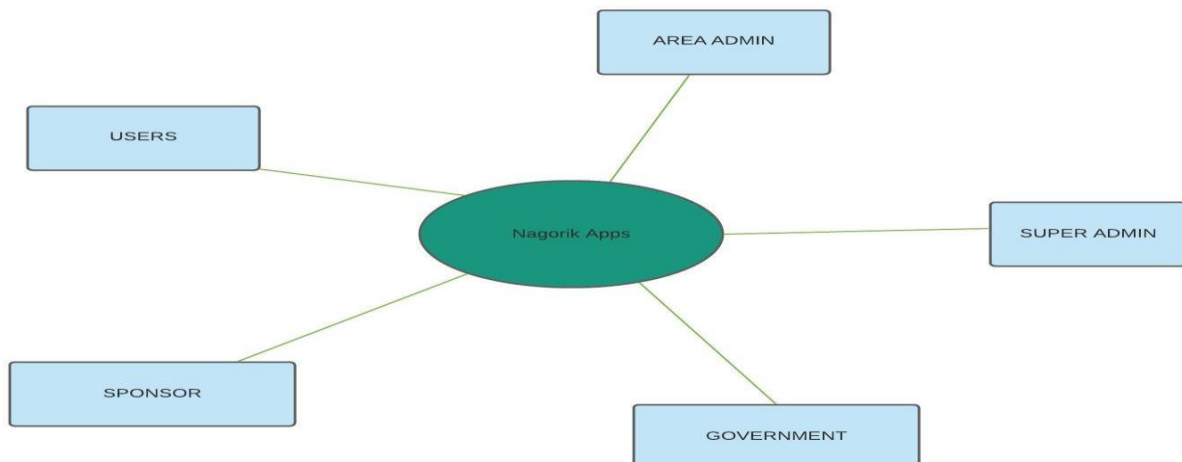 AREA ADMIN
USERS
Nagorik Apps
SUPER ADMIN
SPONSOR
GOVERNMENT